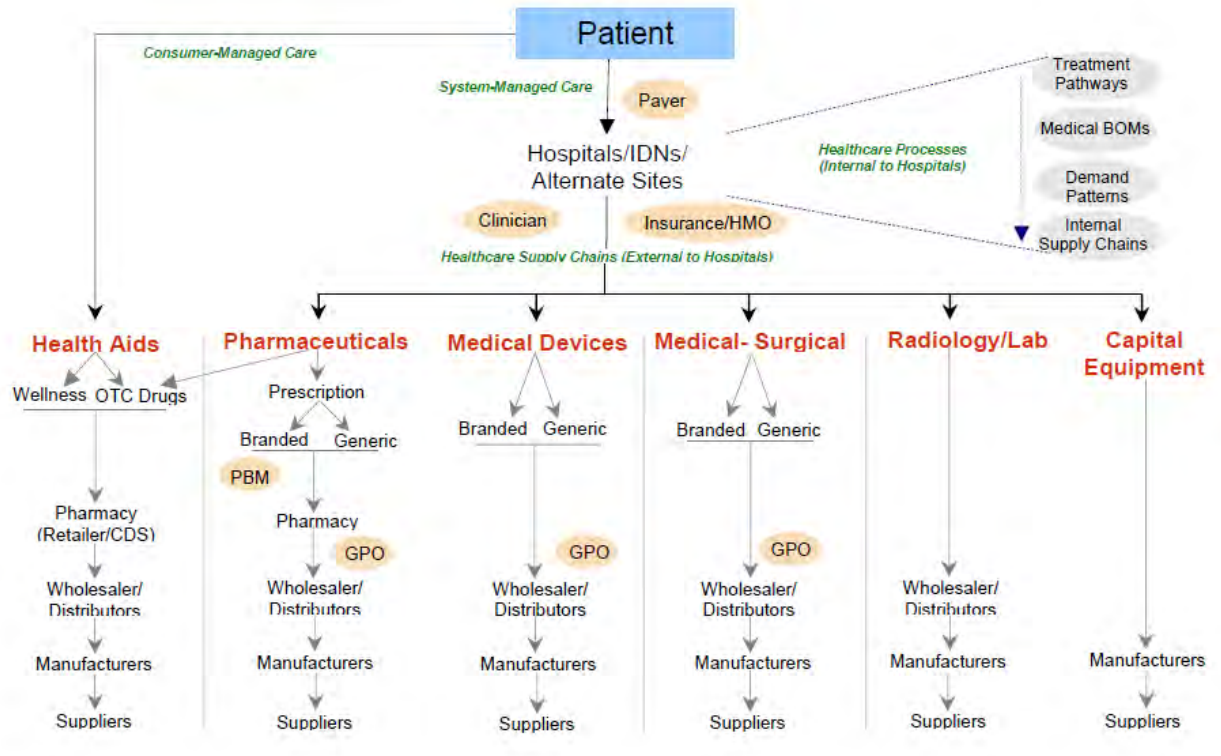 Patient
Consumer-Managed Care
System-Managed Care
Payer
Treatment
Pathways
Medical BOMs
Demand
Patterns
Internal
Supply Chains
Healthcare Processes
(Internal to Hospitals)
Hospitals/IDNs/
Alternate Sites
Clinician
Insurance/HMO
Healthcare Supply Chains (External to Hospitals)
Health Aids
Wellness
OTC Drugs
Pharmacy
(Retailer/CDS)
Wholesaler/
Distributors
Manufacturers
Suppliers
Pharmaceuticals
Prescription
Branded
Generic
PBM
Pharmacy
GPO
Wholesaler/
Distributors
Manufacturers
Suppliers
Medical Devices
Branded
Generic
GPO
Wholesaler/
Distributors
Manufacturers
Suppliers
Medical- Surgical
Branded
Generic
GPO
Wholesaler/
Distributors
Manufacturers
Suppliers
Radiology/Lab
Wholesaler/
Distributors
Manufacturers
Suppliers
Capital
Equipment
Manufacturers
Suppliers